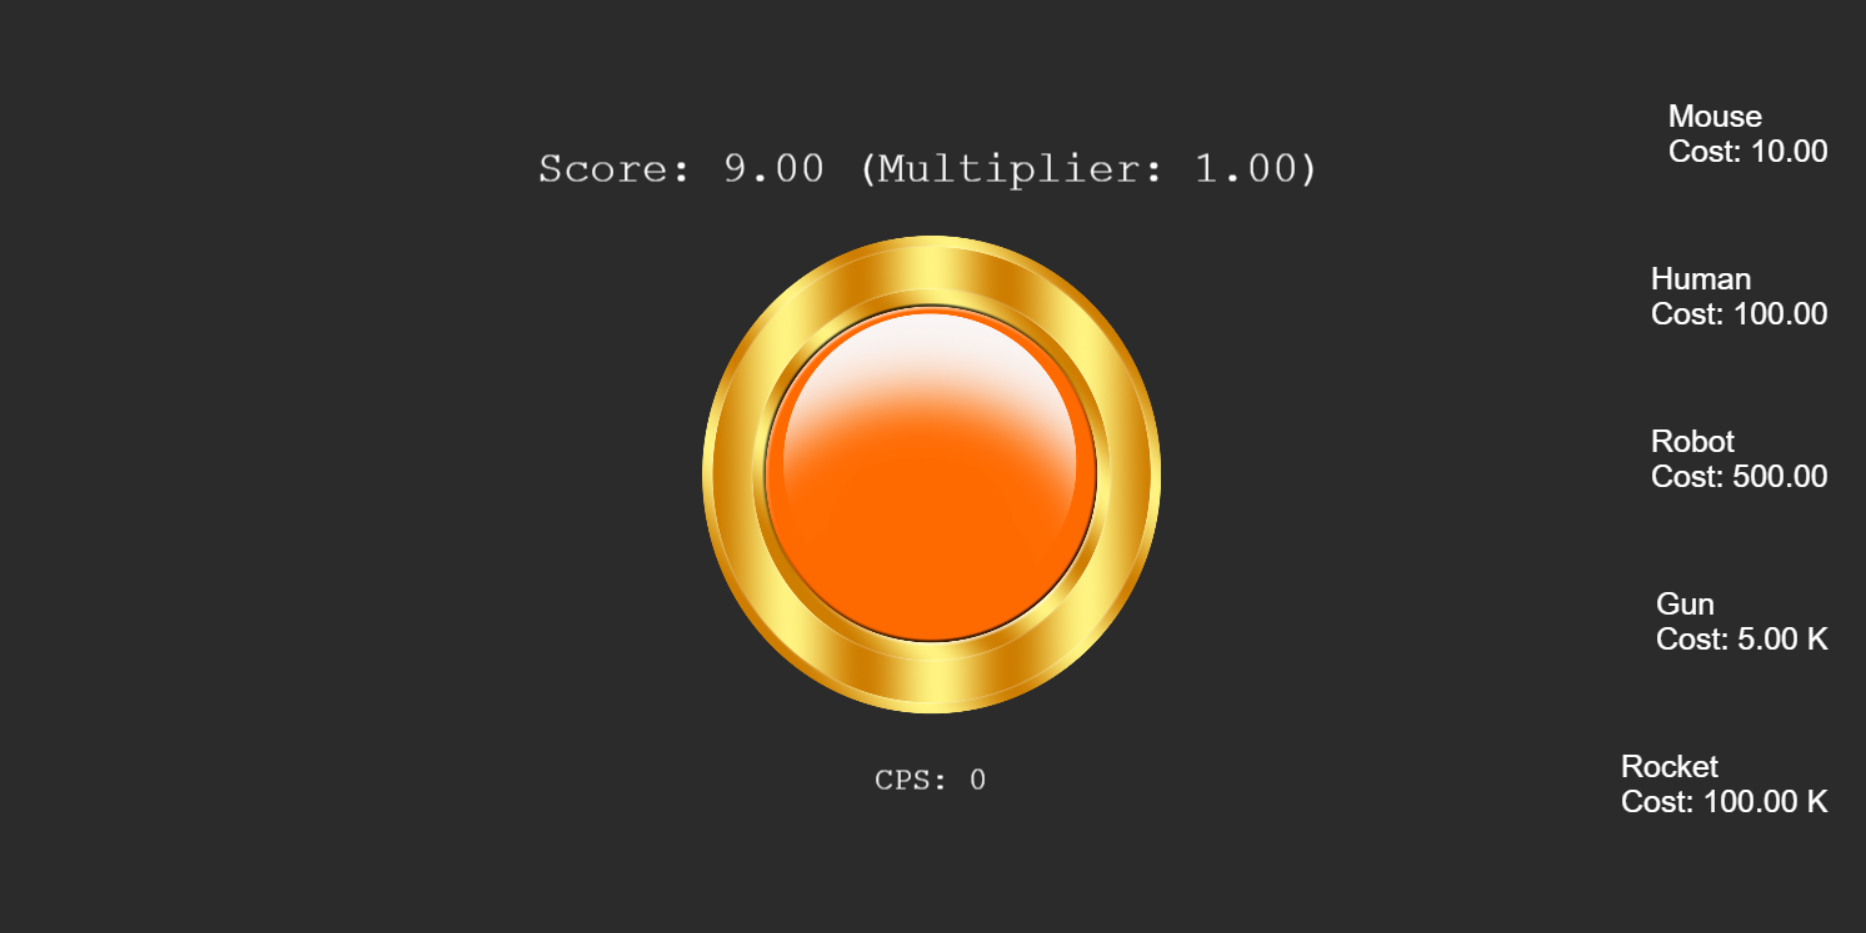 Score: 9.00 (Multiplier: 1.00)
CPS: 0
Mouse
Cost: 10.00
Human
Cost: 100.00
Robot
Cost: 500.00
Gun
Cost: 5.00 K
Rocket
Cost: 100.00 K